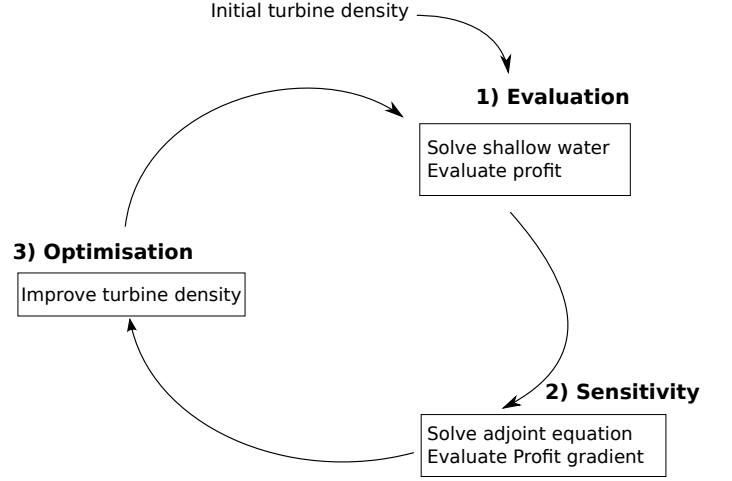 Initial turbine density
1) Evaluation
Solve shallow water
Evaluate profit
3) Optimisation
Improve turbine density
2) Sensitivity
Solve adjoint equation
Evaluate Profit gradient